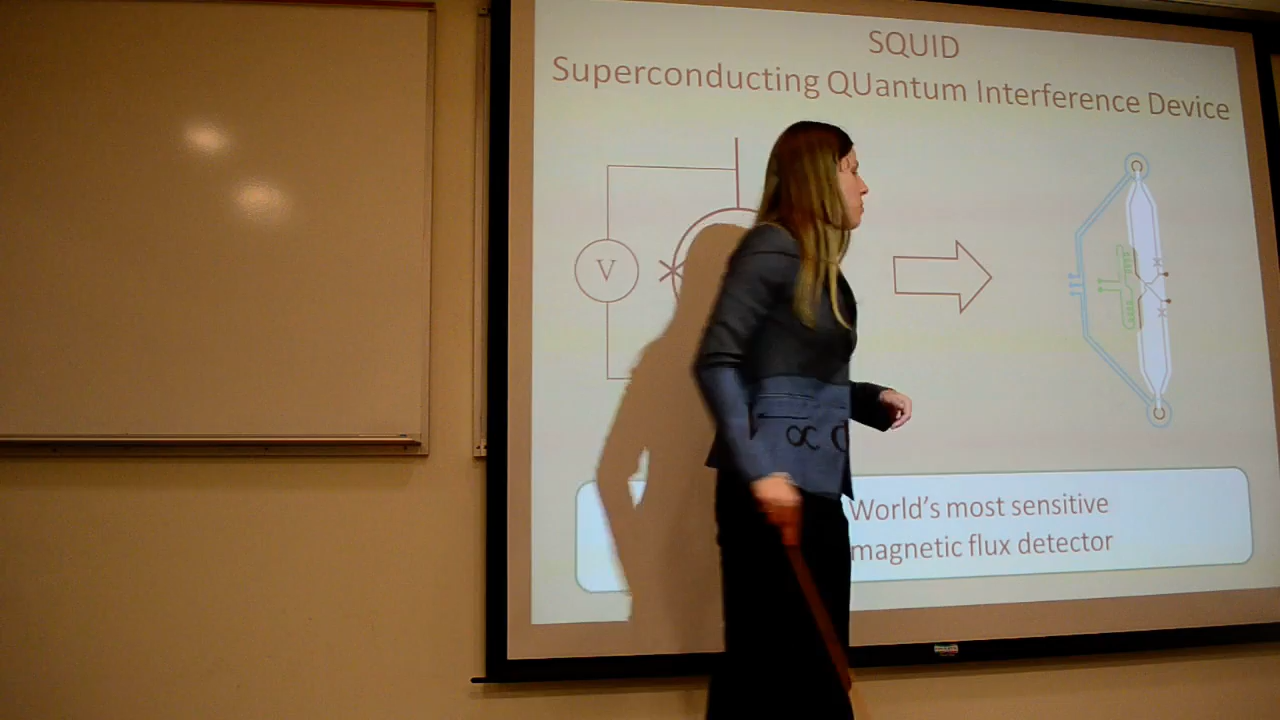 SQUID
Superconducting QUantum Interference Device
V
∝
World's most sensitive
magnetic flux detector